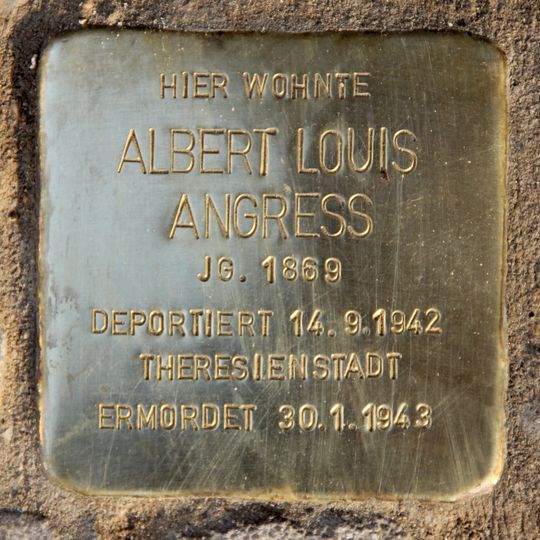 HIER WOHNTE
ALBERT LOUIS
ANGRESS
JG. 1869
DEPORTIERT 14.9.1942
THERESIENSTADT
ERMORDET 30.1.1943